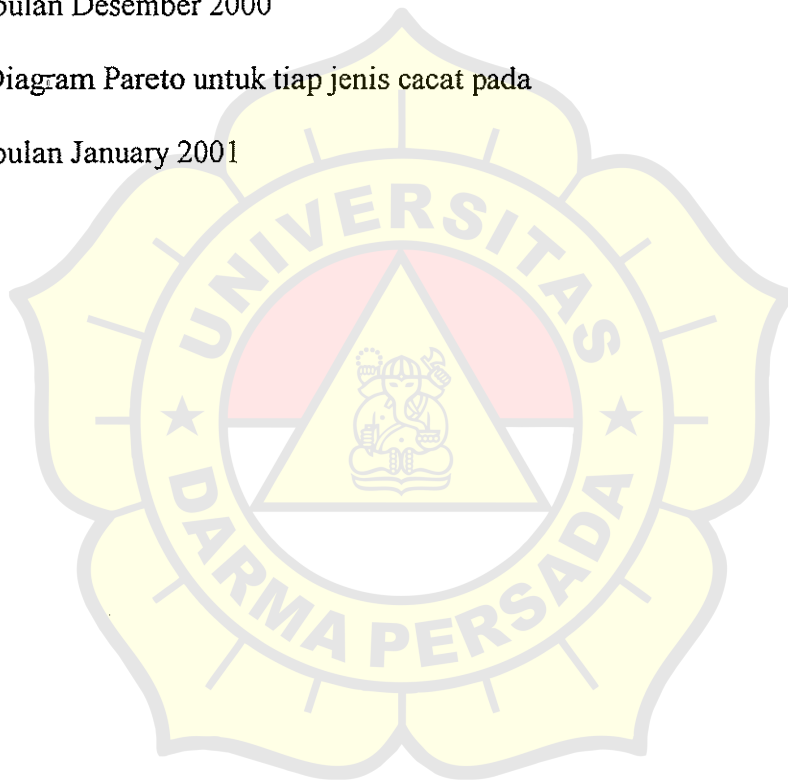 bulan Desember 2000
Diagram Pareto untuk tiap jenis cacat pada
bulan January 2001
UNIVERSITAS
DARMA PERSADA